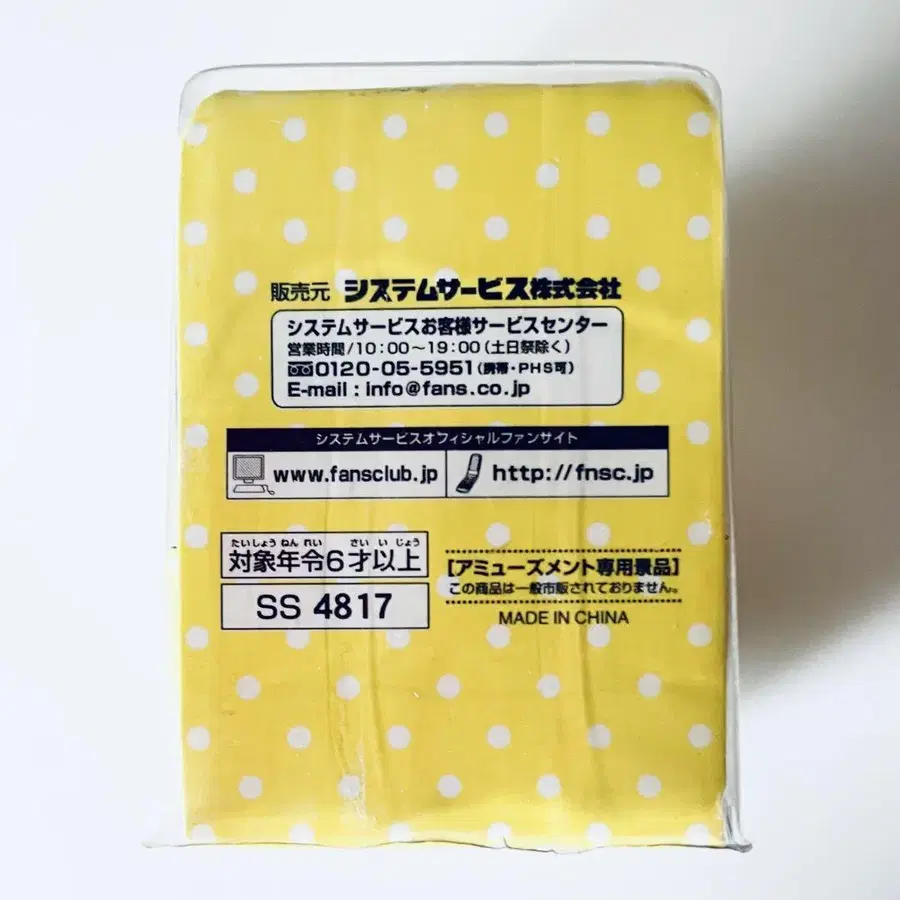 販売元 システムサービス株式会社
システムサービスお客様サービスセンター
営業時間/10:00〜19:00(土日祭除く)
0120-05-5951(携帯・PHS可)
E-mail : info@fans.co.jp
システムサービスオフィシャルファンサイト
www.fansclub.jp http://fnsc.jp
たいしょうねんれい さいいじょう
対象年令6才以上
SS 4817
【アミューズメント専用景品】
この商品は一般市販されておりません。
MADE IN CHINA